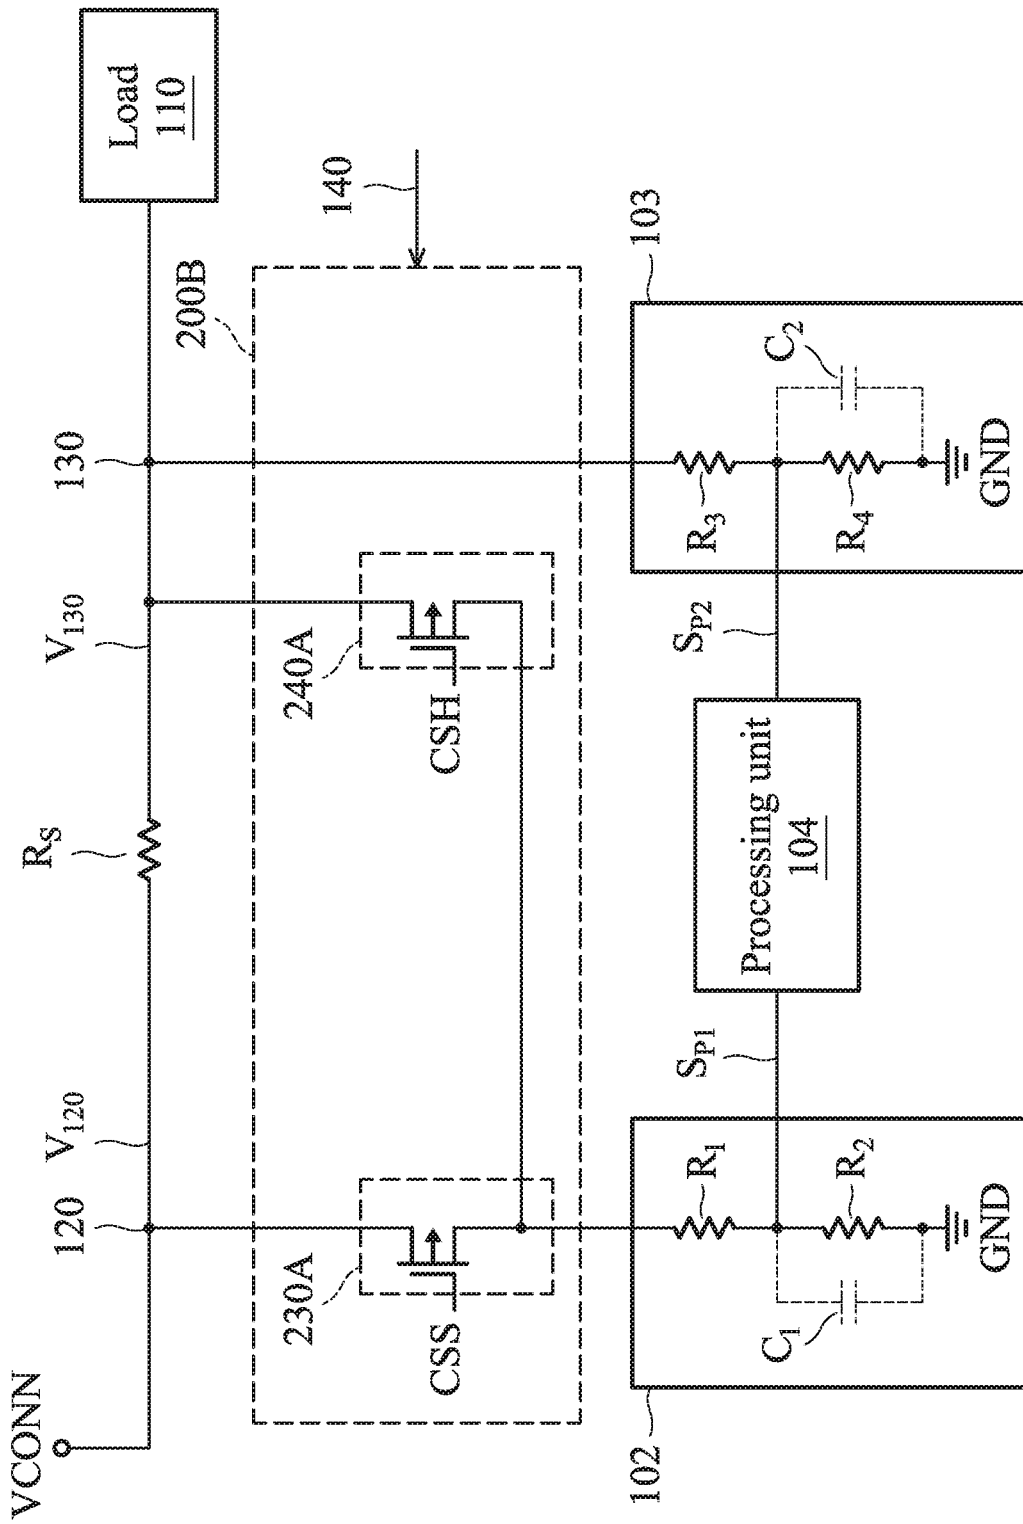 VCONN
120
V120
RS
V130
130
Load
110
200B
140
230A
CSS
240A
CSH
102
R1
R2
C1
GND
SP1
Processing unit
104
SP2
103
R3
R4
C2
GND